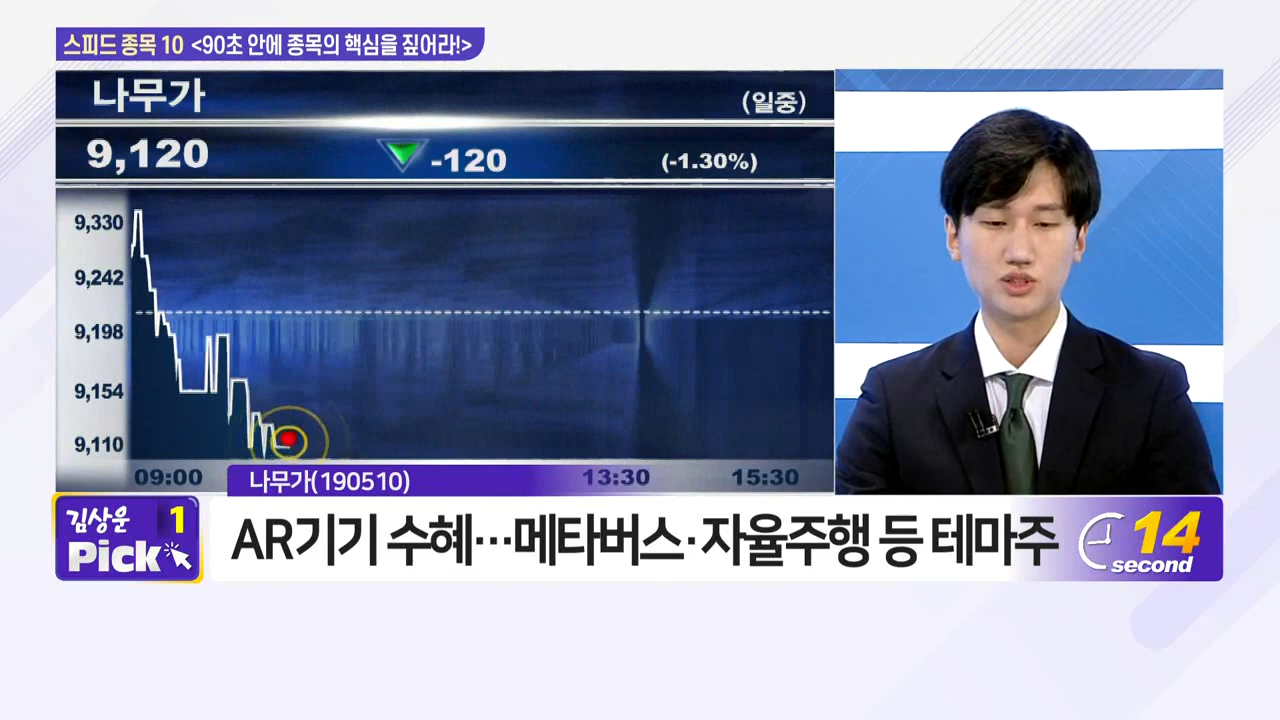 스피드 종목 10 <90초 안에 종목의 핵심을 짚어라!>
나무가
(일중)
9,120
-120
(-1.30%)
9,330
9,242
9,198
9,154
9,110
09:00
13:30
15:30
나무가(190510)
김상운 1
Pick
AR기기 수혜…메타버스·자율주행 등 테마주
14
second